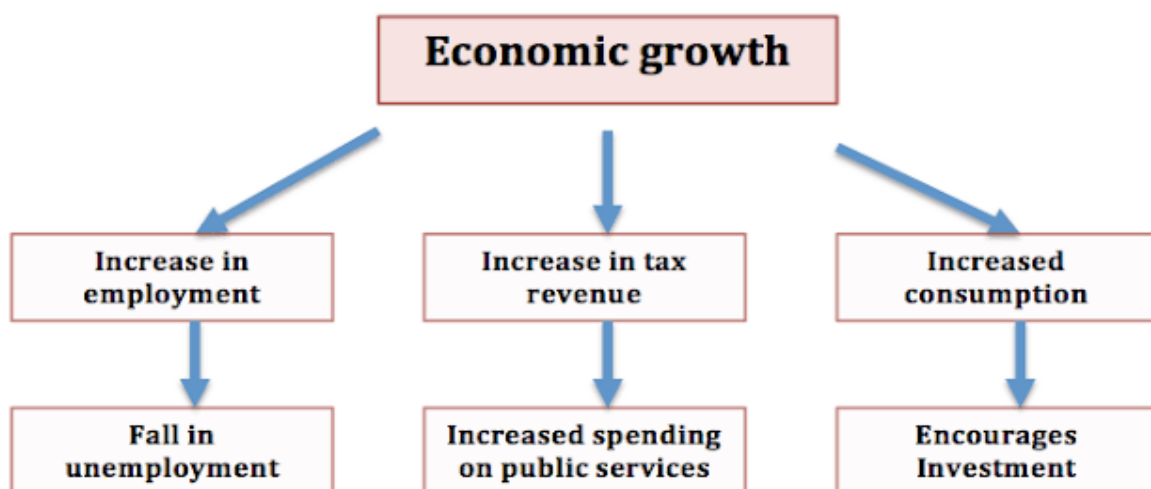 Economic growth
Increase in
employment
Increase in tax
revenue
Increased
consumption
Fall in
unemployment
Increased spending
on public services
Encourages
Investment